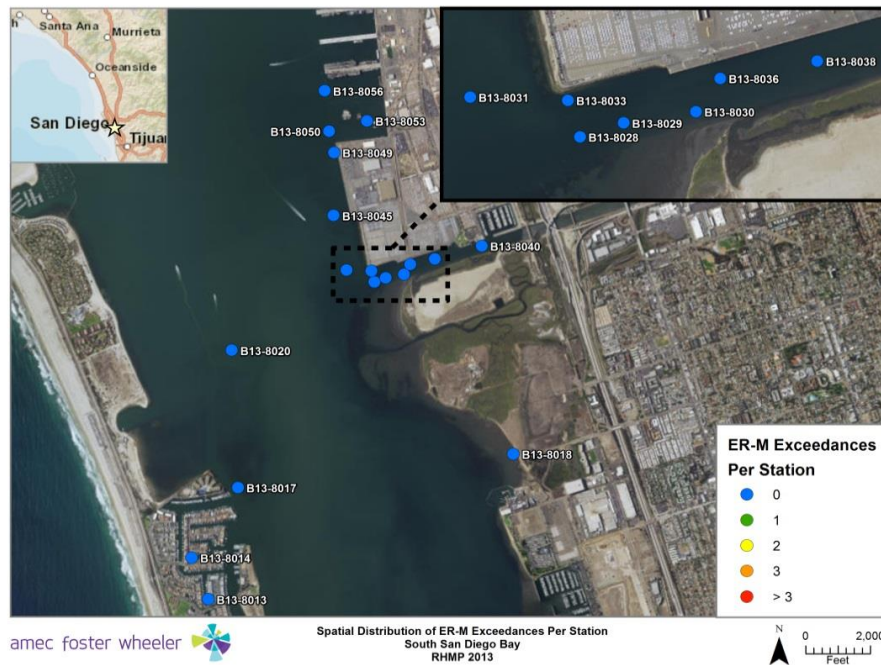 h
Santa Ana
Murrieta
Oceanside
San Diego
Tijuar
B13-8056
B13-8053
B13-8050
B13-8049
B13-8045
B13-8040
B13-8038
B13-8036
B13-8031
B13-8033
B13-8030
B13-8029
B13-8028
B13-8020
B13-8018
B13-8017
B13-8014
B13-8013
ER-M Exceedances
Per Station
0
1
2
3
> 3
amec foster wheeler
Spatial Distribution of ER-M Exceedances Per Station
South San Diego Bay
RHMP 2013
N
0 2,000
Feet